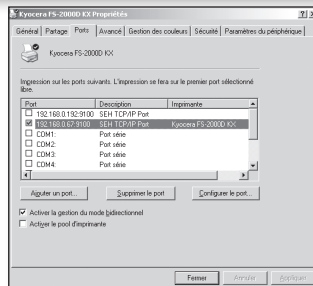 Kyocera FS-2000D KX Propriétés
Général Partage Ports Avancé Gestion des couleurs Sécurité Paramètres du périphérique
Kyocera FS-2000D KX
Impression sur les ports suivants. L'impression se fera sur le premier port sélectionné
libre.
Port Description Imprimante
192.168.0.192:9100 SEH TCP/IP Port
192.168.0.67:9100 SEH TCP/IP Port Kyocera FS-2000D KX
COM1: Port série
COM2: Port série
COM3: Port série
COM4: Port série
Ajouter un port... Supprimer le port Configurer le port...
Activer la gestion du mode bidirectionnel
Activer le pool d'imprimante
Fermer Annuler Appliquer